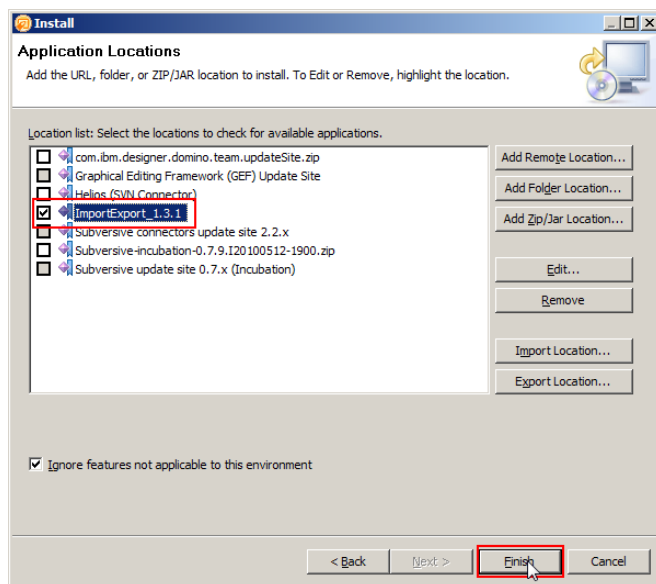 Install
Application Locations
Add the URL, folder, or ZIP/JAR location to install. To Edit or Remove, highlight the location.
Location list: Select the locations to check for available applications.
com.ibm.designer.domino.team.updateSite.zip
Graphical Editing Framework (GEF) Update Site
Helios (SVN Connector)
ImportExport_1.3.1
Subversive connectors update site 2.2.x
Subversive-incubation-0.7.9.I20100512-1900.zip
Subversive update site 0.7.x (Incubation)
Add Remote Location...
Add Folder Location...
Add Zip/Jar Location...
Edit...
Remove
Import Location...
Export Location...
Ignore features not applicable to this environment
< Back
Next >
Finish
Cancel